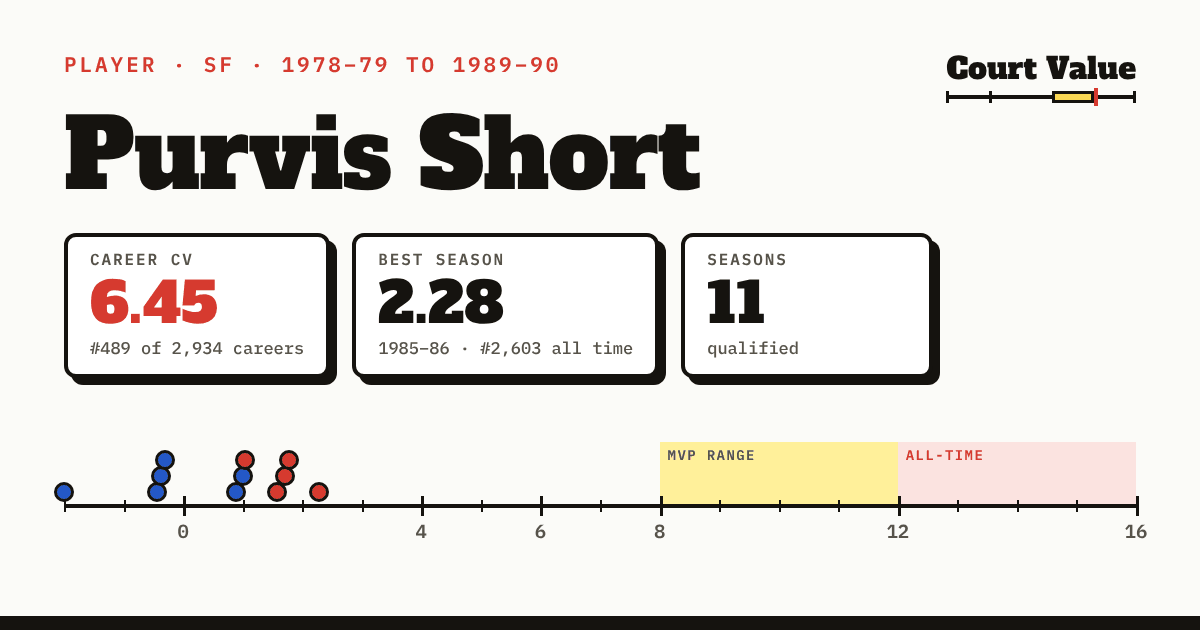 PLAYER · SF · 1978–79 TO 1989–90
Court Value
Purvis Short
CAREER CV
6.45
#489 of 2,934 careers
BEST SEASON
2.28
1985–86 · #2,603 all time
SEASONS
11
qualified
MVP RANGE
ALL-TIME
0
4
6
8
12
16